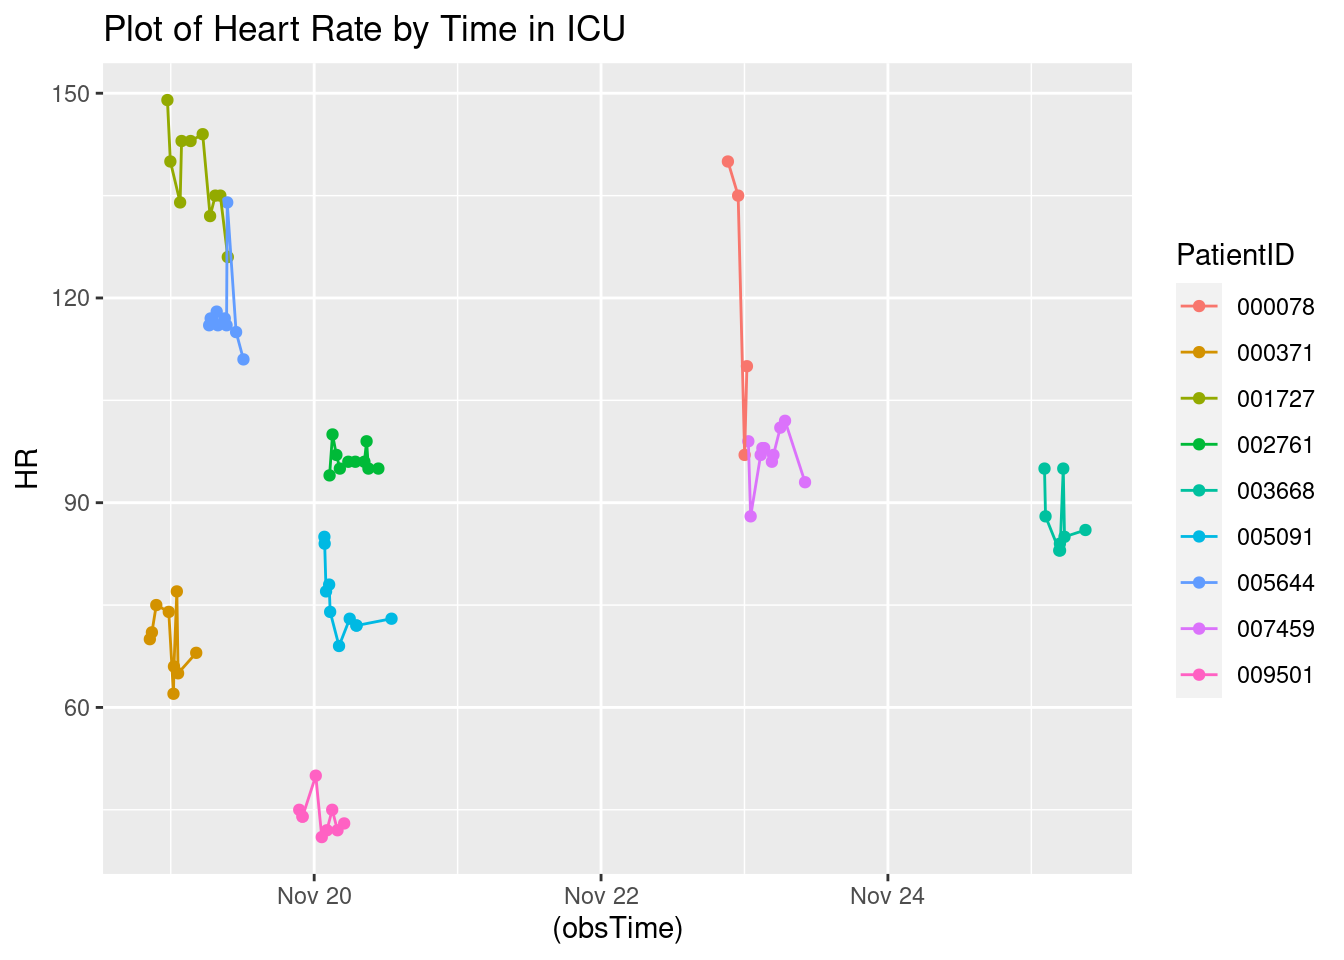 Plot of Heart Rate by Time in ICU
150
120
90
60
HR
Nov 20
Nov 22
Nov 24
(obsTime)
PatientID
000078
000371
001727
002761
003668
005091
005644
007459
009501